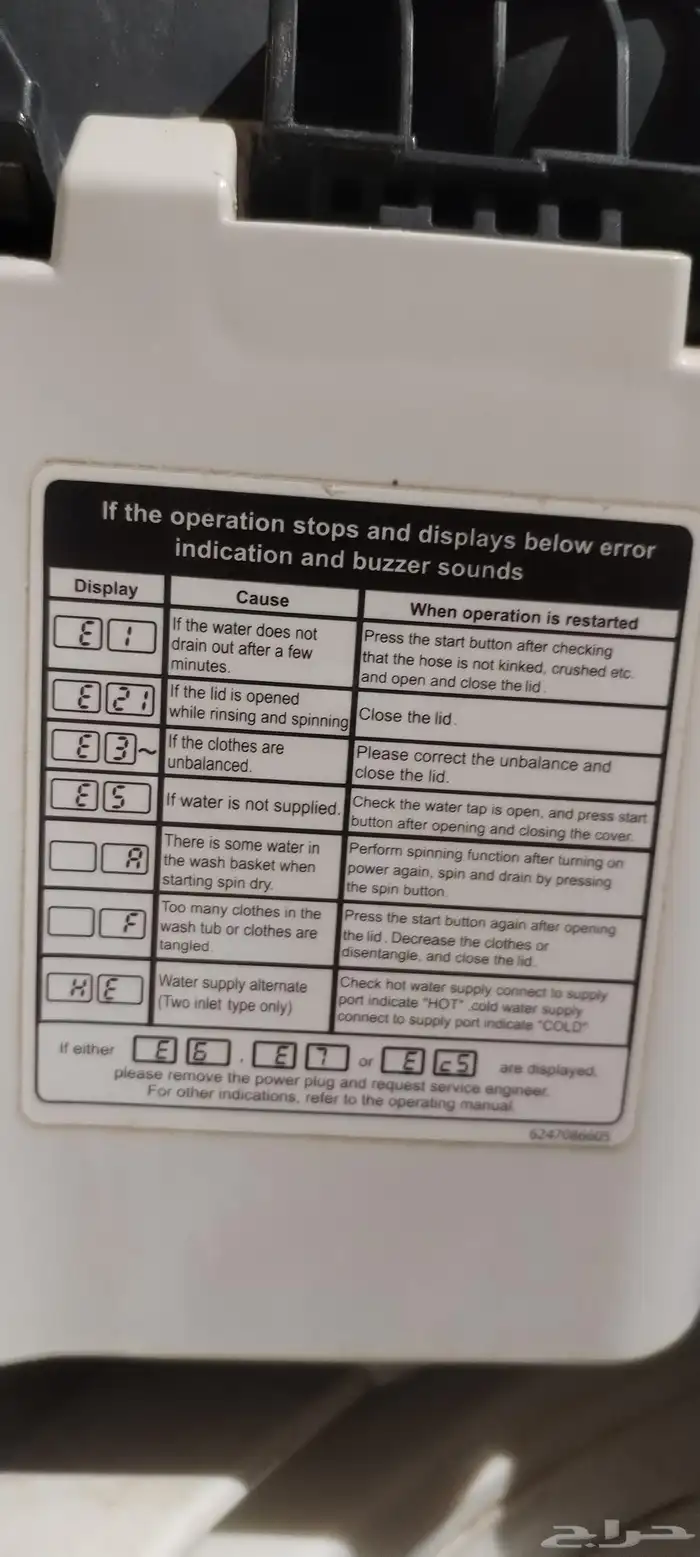 If the operation stops and displays below error
indication and buzzer sounds
Display
Cause
When operation is restarted
E1
If the water does not
drain out after a few
minutes.
Press the start button after checking
that the hose is not kinked, crushed etc.
and open and close the lid.
E21
If the lid is opened
while rinsing and spinning
Close the lid.
E3~
If the clothes are
unbalanced.
Please correct the unbalance and
close the lid.
E5
If water is not supplied.
Check the water tap is open, and press start
button after opening and closing the cover.
A
There is some water in
the wash basket when
starting spin dry.
Perform spinning function after turning on
power again, spin and drain by pressing
the spin button.
F
Too many clothes in the
wash tub or clothes are
tangled.
Press the start button again after opening
the lid. Decrease the clothes or
disentangle, and close the lid.
HE
Water supply alternate
(Two inlet type only)
Check hot water supply connect to supply
port indicate "HOT" ,cold water supply
connect to supply port indicate "COLD"
If either E6 , E7 or E c5 are displayed,
please remove the power plug and request service engineer.
For other indications, refer to the operating manual.
6247086605
حراج